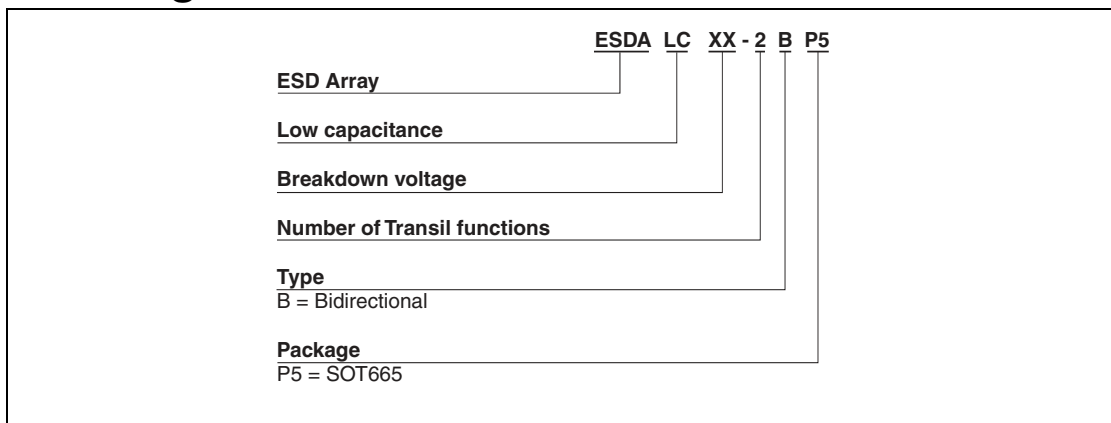 ESDA LC XX - 2 B P5
ESD Array
Low capacitance
Breakdown voltage
Number of Transil functions
Type
B = Bidirectional
Package
P5 = SOT665